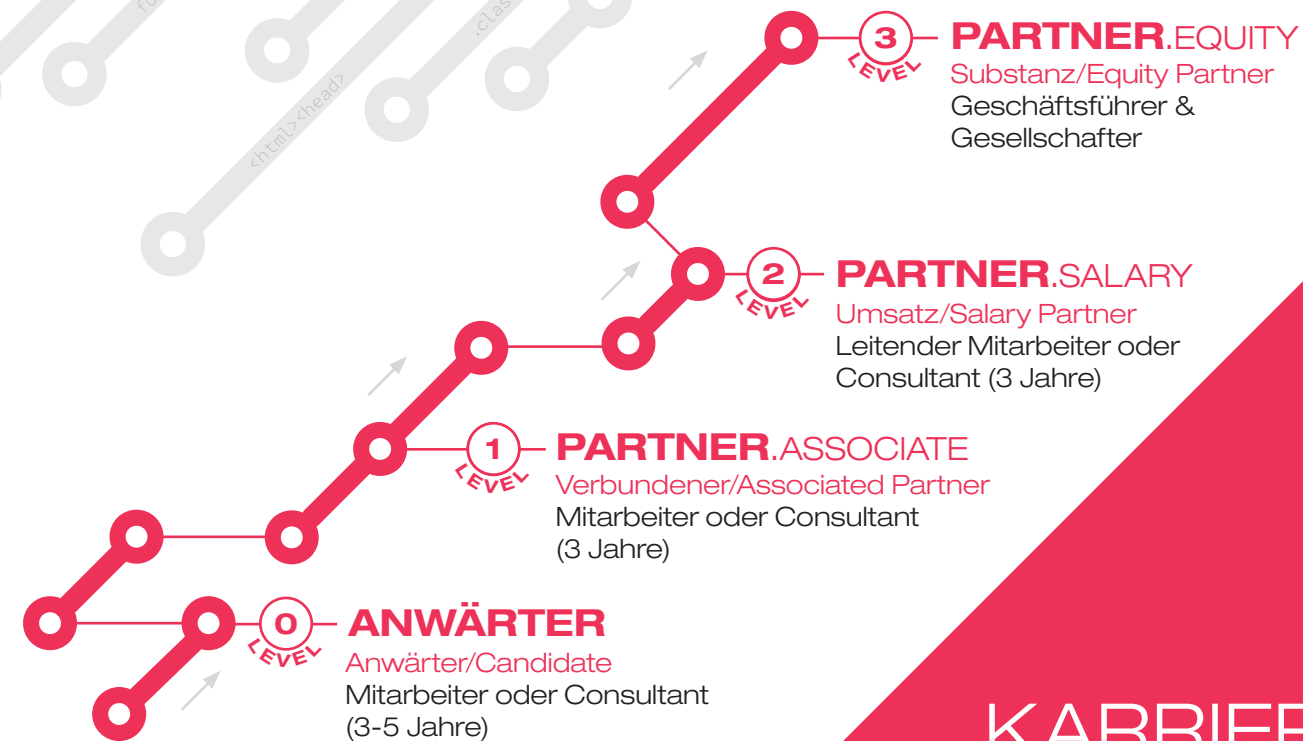 <html><head>
3
LEVEL
PARTNER.EQUITY
Substanz/Equity Partner
Geschäftsführer &
Gesellschafter
2
LEVEL
PARTNER.SALARY
Umsatz/Salary Partner
Leitender Mitarbeiter oder
Consultant (3 Jahre)
1
LEVEL
PARTNER.ASSOCIATE
Verbundener/Associated Partner
Mitarbeiter oder Consultant
(3 Jahre)
0
LEVEL
ANWÄRTER
Anwärter/Candidate
Mitarbeiter oder Consultant
(3-5 Jahre)